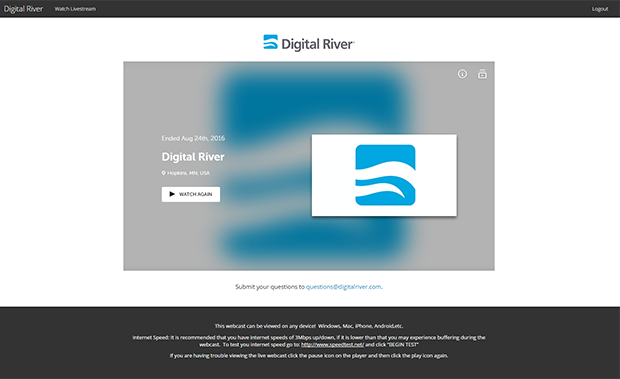 Digital River Watch Livestream Logout
Digital River
Ended Aug 24th, 2016
Digital River
Hopkins, MN, USA
WATCH AGAIN
Submit your questions to questions@digitalriver.com.
This webcast can be viewed on any device! Windows, Mac, iPhone, Android,etc.
Internet Speed: It is recommended that you have internet speeds of 3Mbps up/down, if it is lower than that you may experience buffering during the
webcast. To test you internet speed go to: http://www.speedtest.net/ and click "BEGIN TEST"
If you are having trouble viewing the live webcast click the pause icon on the player and then click the play icon again.